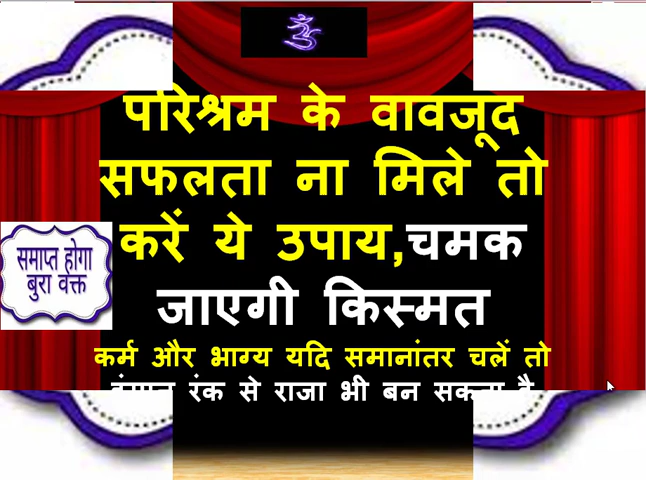 ॐ
परिश्रम के वावजूद
सफलता ना मिले तो
करें ये उपाय,चमक
जाएगी किस्मत
समाप्त होगा
बुरा वक्त
कर्म और भाग्य यदि समानांतर चलें तो
रंक से राजा भी बन सकता है